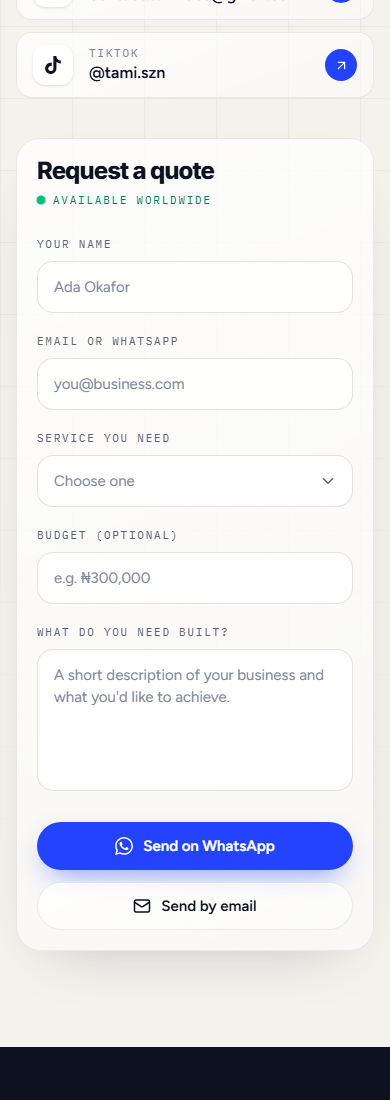 TIKTOK
@tami.szn
Request a quote
AVAILABLE WORLDWIDE
YOUR NAME
Ada Okafor
EMAIL OR WHATSAPP
you@business.com
SERVICE YOU NEED
Choose one
BUDGET (OPTIONAL)
e.g. ₦300,000
WHAT DO YOU NEED BUILT?
A short description of your business and
what you'd like to achieve.
Send on WhatsApp
Send by email